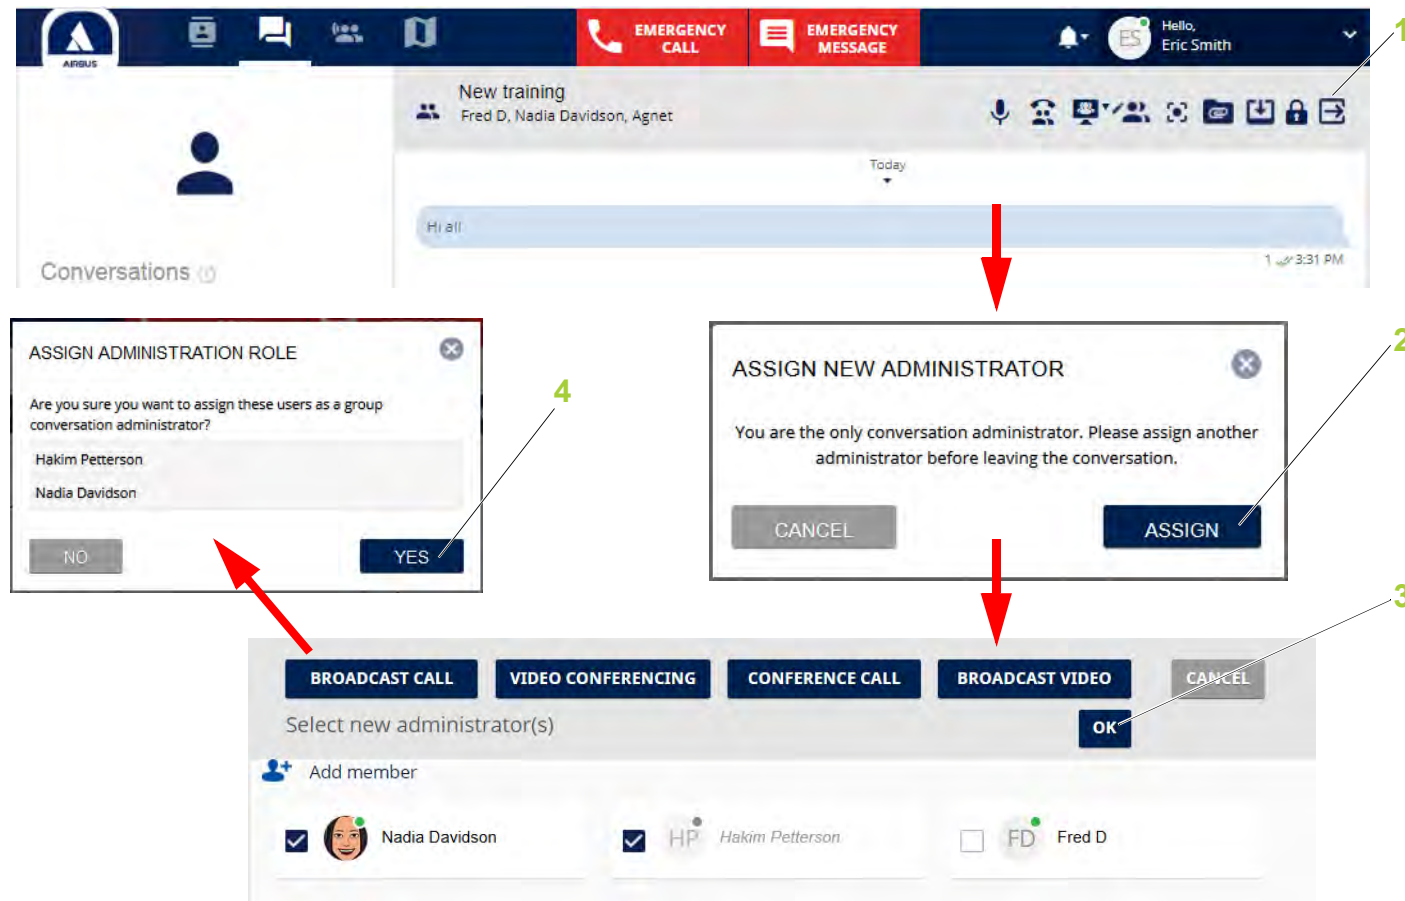 AIRBUS
EMERGENCY
CALL
EMERGENCY
MESSAGE
ES
Hello,
Eric Smith
1
New training
Fred D, Nadia Davidson, Agnet
Today
Hi all
1 3:31 PM
Conversations
ASSIGN ADMINISTRATION ROLE
Are you sure you want to assign these users as a group
conversation administrator?
Hakim Petterson
Nadia Davidson
NO
YES
4
ASSIGN NEW ADMINISTRATOR
You are the only conversation administrator. Please assign another
administrator before leaving the conversation.
CANCEL
ASSIGN
2
3
BROADCAST CALL
VIDEO CONFERENCING
CONFERENCE CALL
BROADCAST VIDEO
CANCEL
Select new administrator(s)
OK
Add member
Nadia Davidson
HP
Hakim Petterson
FD
Fred D